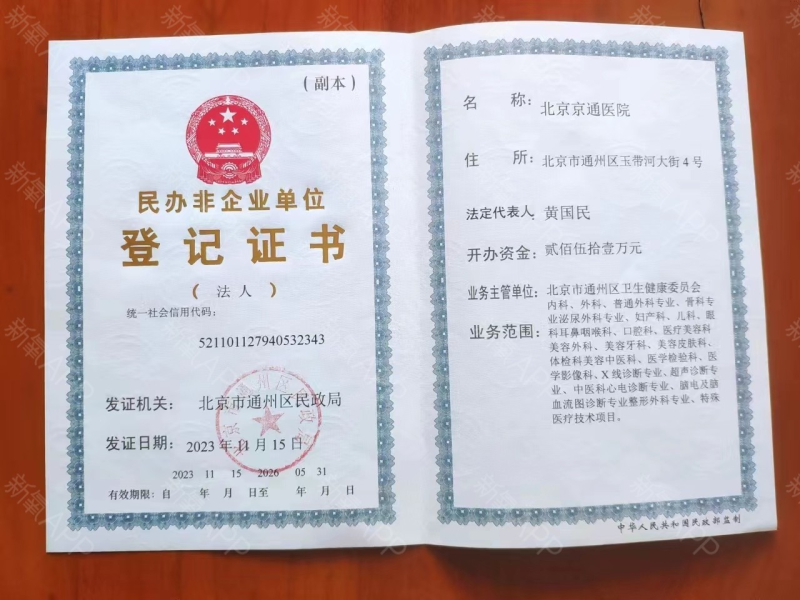 (副本)
民办非企业单位
登记证书
(法人)
统一社会信用代码:
521101127940532343
发证机关: 北京市通州区民政局
发证日期: 2023年11月15日
2023 11 15 2026 05 31
有效期限:自 年 月 日至 年 月 日
名称: 北京京通医院
住所: 北京市通州区玉带河大街4号
法定代表人: 黄国民
开办资金: 贰佰伍拾壹万元
业务主管单位: 北京市通州区卫生健康委员会
业务范围: 内科、外科、普通外科专业、骨科专
业泌尿外科专业、妇产科、儿科、眼
科耳鼻咽喉科、口腔科、医疗美容科
美容外科、美容牙科、美容皮肤科、
体检科美容中医科、医学检验科、医
学影像科、X线诊断专业、超声诊断专
业、中医科心电诊断专业、脑电及脑
血流图诊断专业整形外科专业、特殊
医疗技术项目。
中华人民共和国民政部监制
新氧APP